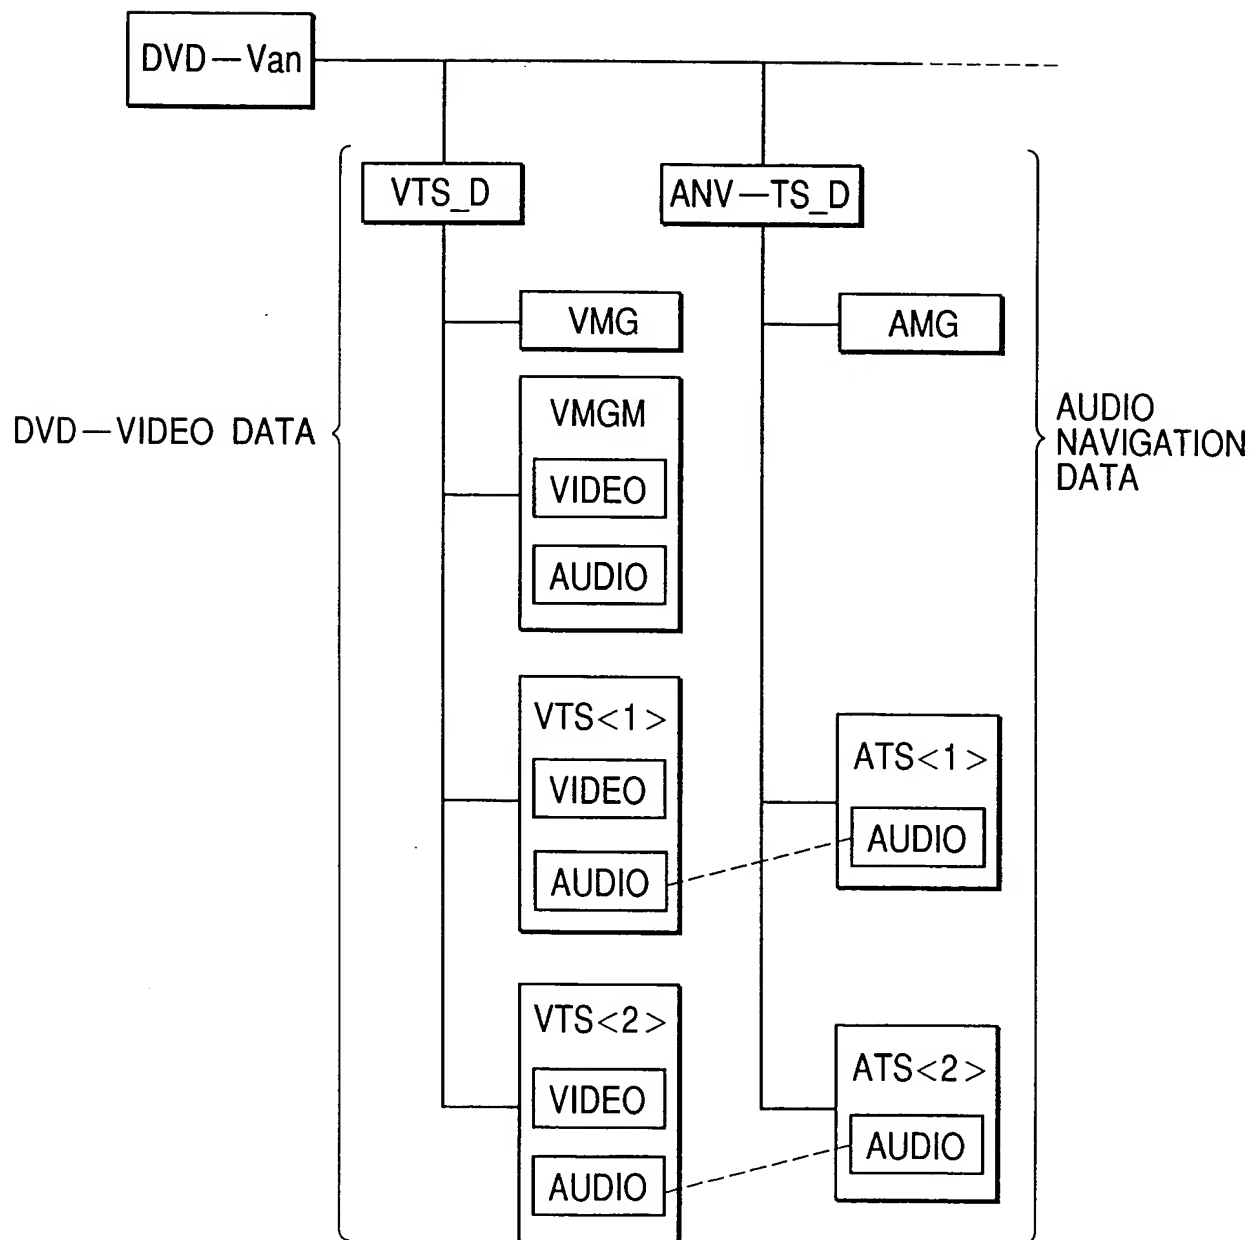 DVD—Van
VTS_D
ANV—TS_D
VMG
AMG
VMGM
VIDEO
AUDIO
DVD—VIDEO DATA
AUDIO
NAVIGATION
DATA
VTS<1>
VIDEO
AUDIO
ATS<1>
AUDIO
VTS<2>
VIDEO
AUDIO
ATS<2>
AUDIO